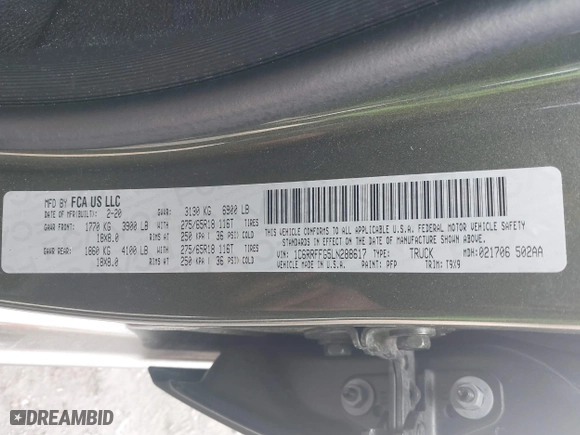 MFD BY FCA US LLC
DATE OF MFR(BUILT) 2-20 GVWR: 3130 KG 6900 LB
GAWR FRONT: 1770 KG 3900 LB WITH 275/65R18 116T TIRES
18X8.0 RIMS AT 250 KPA ( 36 PSI) COLD
GAWR REAR: 1860 KG 4100 LB WITH 275/65R18 116T TIRES
18X8.0 RIMS AT 250 KPA ( 36 PSI) COLD
THIS VEHICLE CONFORMS TO ALL APPLICABLE U.S.A. FEDERAL MOTOR VEHICLE SAFETY
STANDARDS IN EFFECT ON THE DATE OF MANUFACTURE SHOWN ABOVE.
VEHICLE MADE IN U.S.A. PAINT: PFP MDH: 021706 502AA
VIN: 1C6RRFFG5LN288617 TYPE: TRUCK TRIM: T9X9
DREAMBID